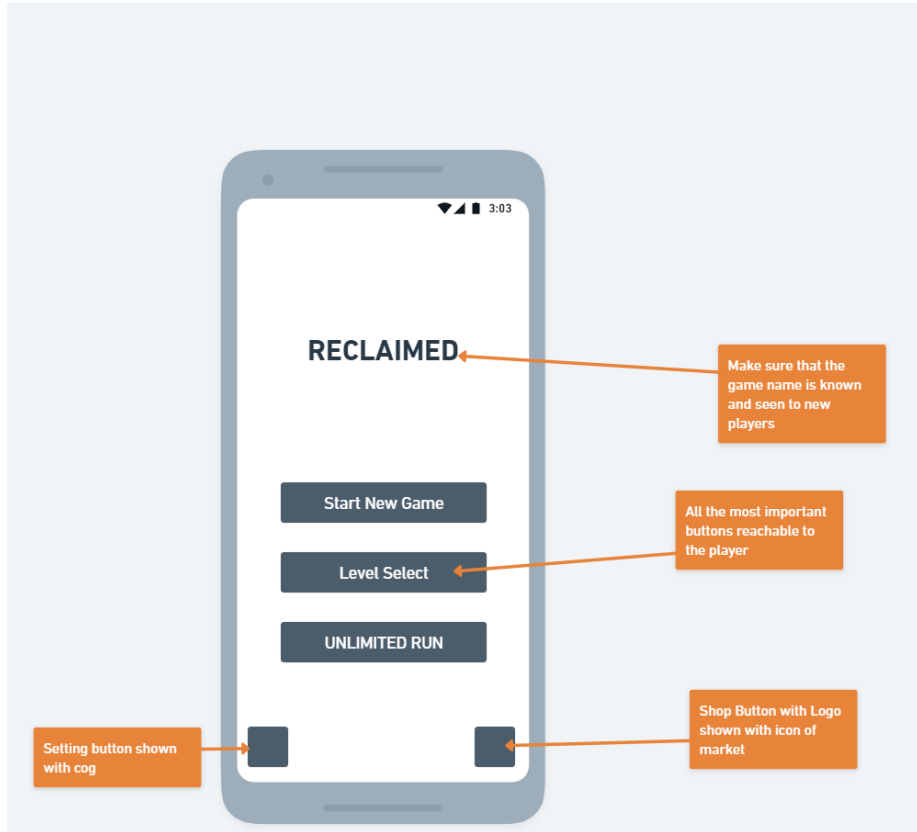 3:03
RECLAIMED
Make sure that the
game name is known
and seen to new
players
Start New Game
All the most important
buttons reachable to
the player
Level Select
UNLIMITED RUN
Setting button shown
with cog
Shop Button with Logo
shown with icon of
market